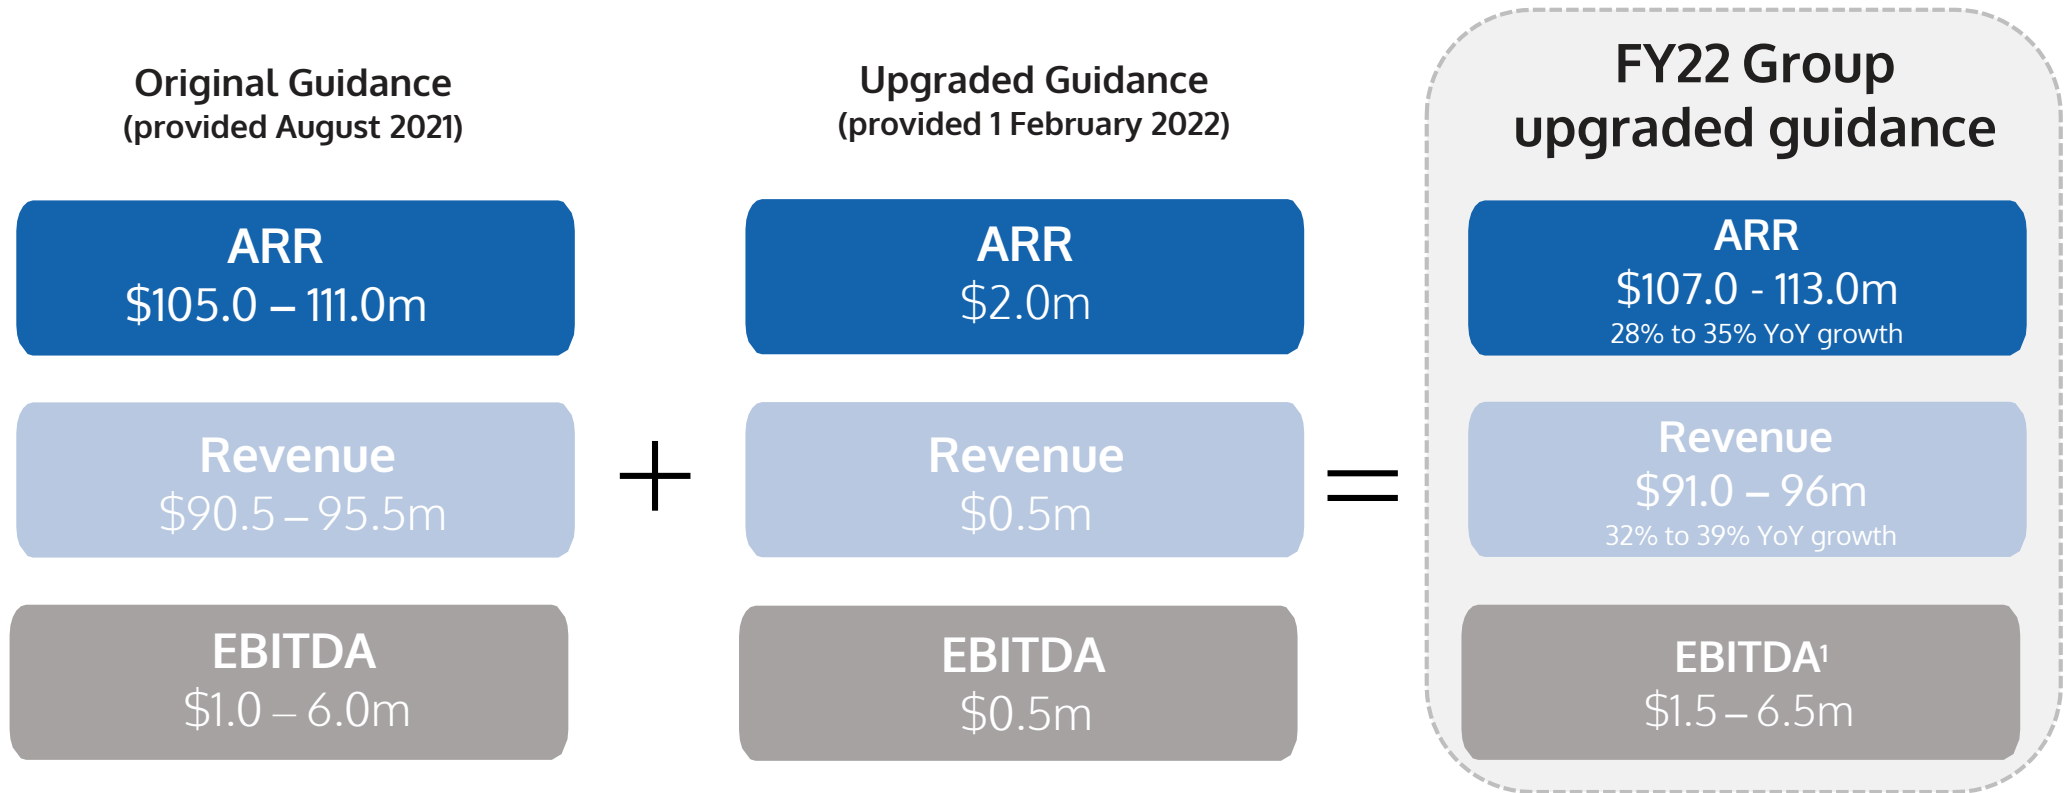 Original Guidance
(provided August 2021)
ARR
$105.0 – 111.0m
Revenue
$90.5 – 95.5m
EBITDA
$1.0 – 6.0m
+
Upgraded Guidance
(provided 1 February 2022)
ARR
$2.0m
Revenue
$0.5m
EBITDA
$0.5m
=
FY22 Group
upgraded guidance
ARR
$107.0 - 113.0m
28% to 35% YoY growth
Revenue
$91.0 – 96m
32% to 39% YoY growth
EBITDA¹
$1.5 – 6.5m